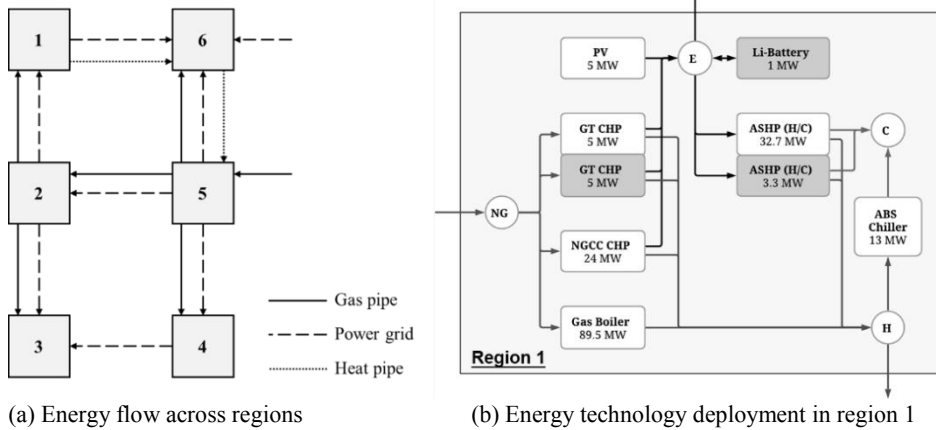 1
6
2
5
3
4
Gas pipe
Power grid
Heat pipe
(a) Energy flow across regions
PV
5 MW
E
Li-Battery
1 MW
GT CHP
5 MW
GT CHP
5 MW
ASHP (H/C)
32.7 MW
ASHP (H/C)
3.3 MW
C
NG
NGCC CHP
24 MW
ABS
Chiller
13 MW
Gas Boiler
89.5 MW
H
Region 1
(b) Energy technology deployment in region 1